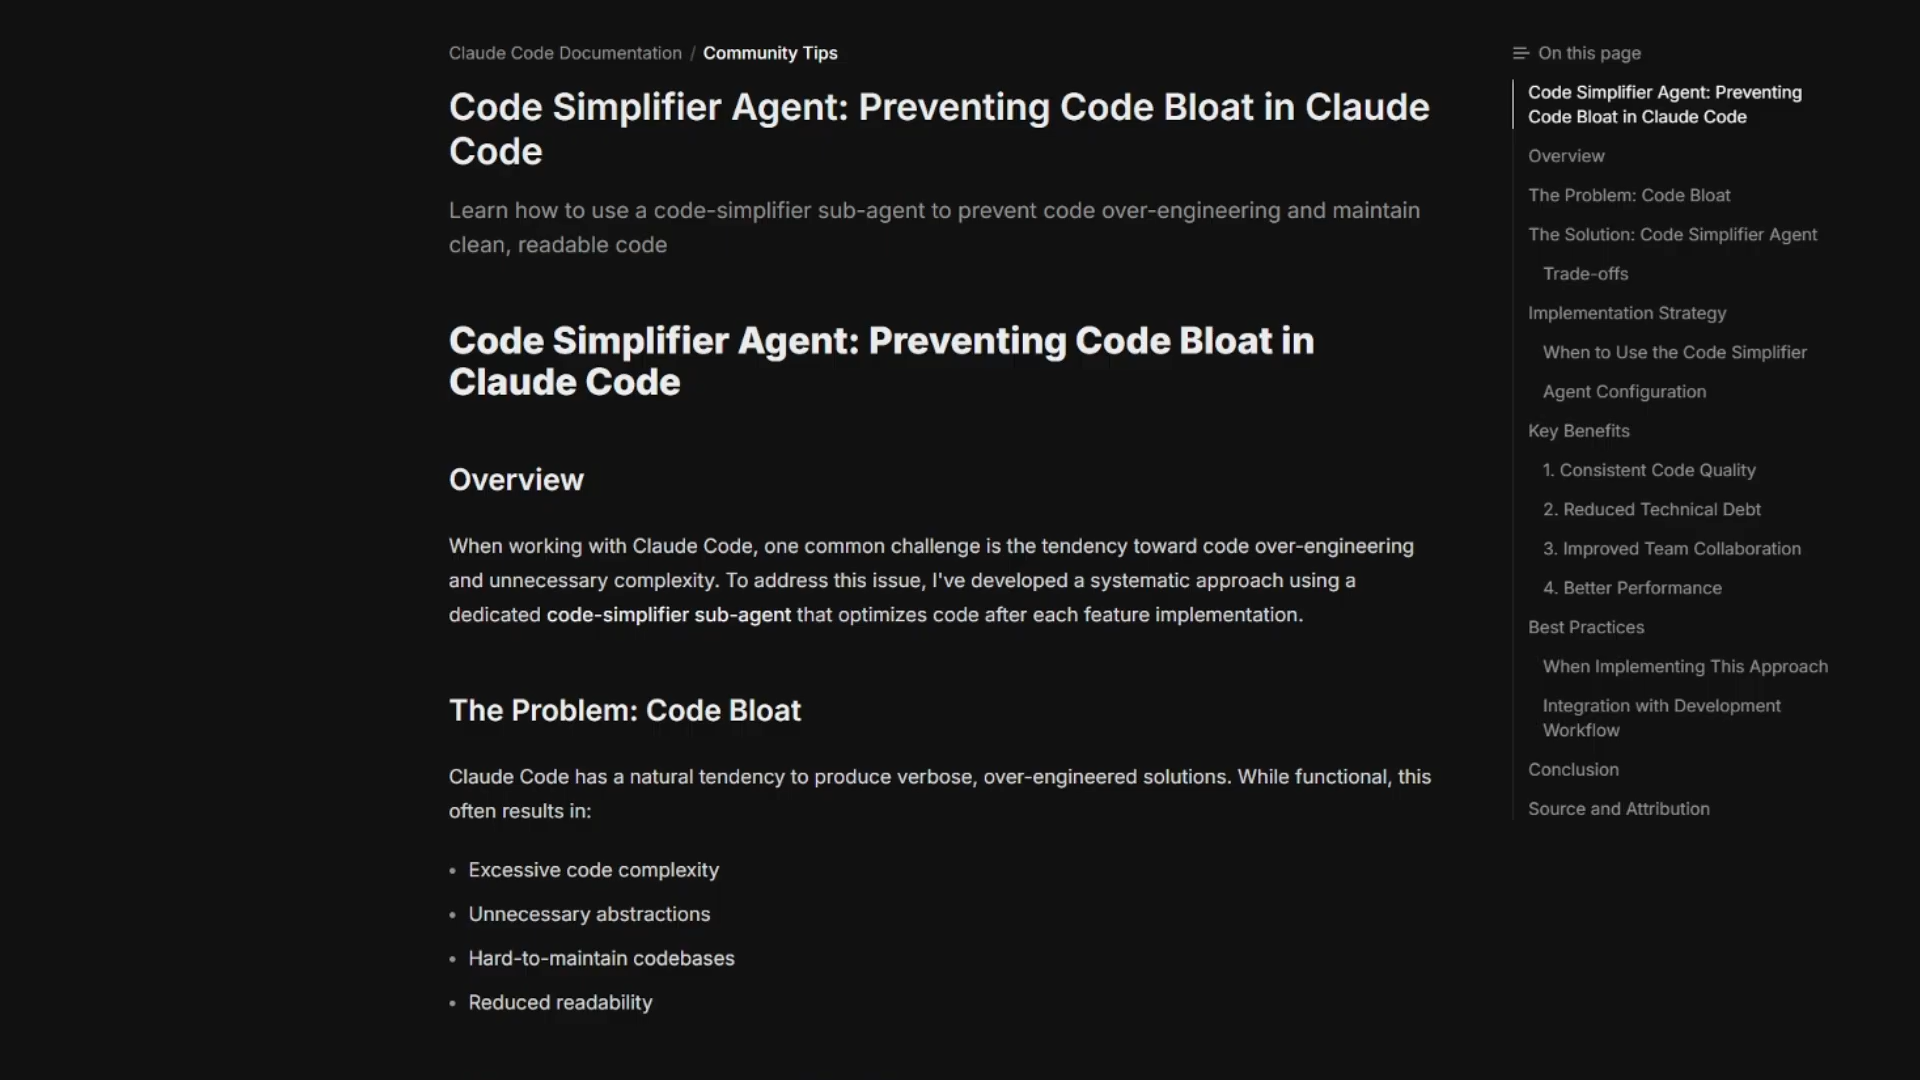 Claude Code Documentation / Community Tips
Code Simplifier Agent: Preventing Code Bloat in Claude
Code
Learn how to use a code-simplifier sub-agent to prevent code over-engineering and maintain
clean, readable code
Code Simplifier Agent: Preventing Code Bloat in
Claude Code
Overview
When working with Claude Code, one common challenge is the tendency toward code over-engineering
and unnecessary complexity. To address this issue, I've developed a systematic approach using a
dedicated code-simplifier sub-agent that optimizes code after each feature implementation.
The Problem: Code Bloat
Claude Code has a natural tendency to produce verbose, over-engineered solutions. While functional, this
often results in:
• Excessive code complexity
• Unnecessary abstractions
• Hard-to-maintain codebases
• Reduced readability
On this page
Code Simplifier Agent: Preventing
Code Bloat in Claude Code
Overview
The Problem: Code Bloat
The Solution: Code Simplifier Agent
Trade-offs
Implementation Strategy
When to Use the Code Simplifier
Agent Configuration
Key Benefits
1. Consistent Code Quality
2. Reduced Technical Debt
3. Improved Team Collaboration
4. Better Performance
Best Practices
When Implementing This Approach
Integration with Development
Workflow
Conclusion
Source and Attribution